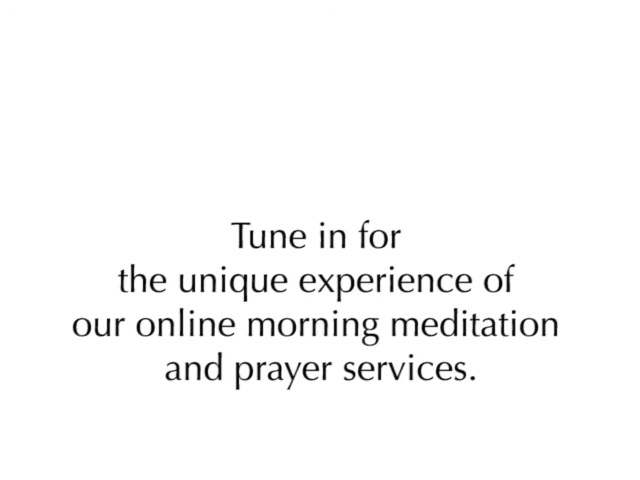 Tune in for
the unique experience of
our online morning meditation
and prayer services.